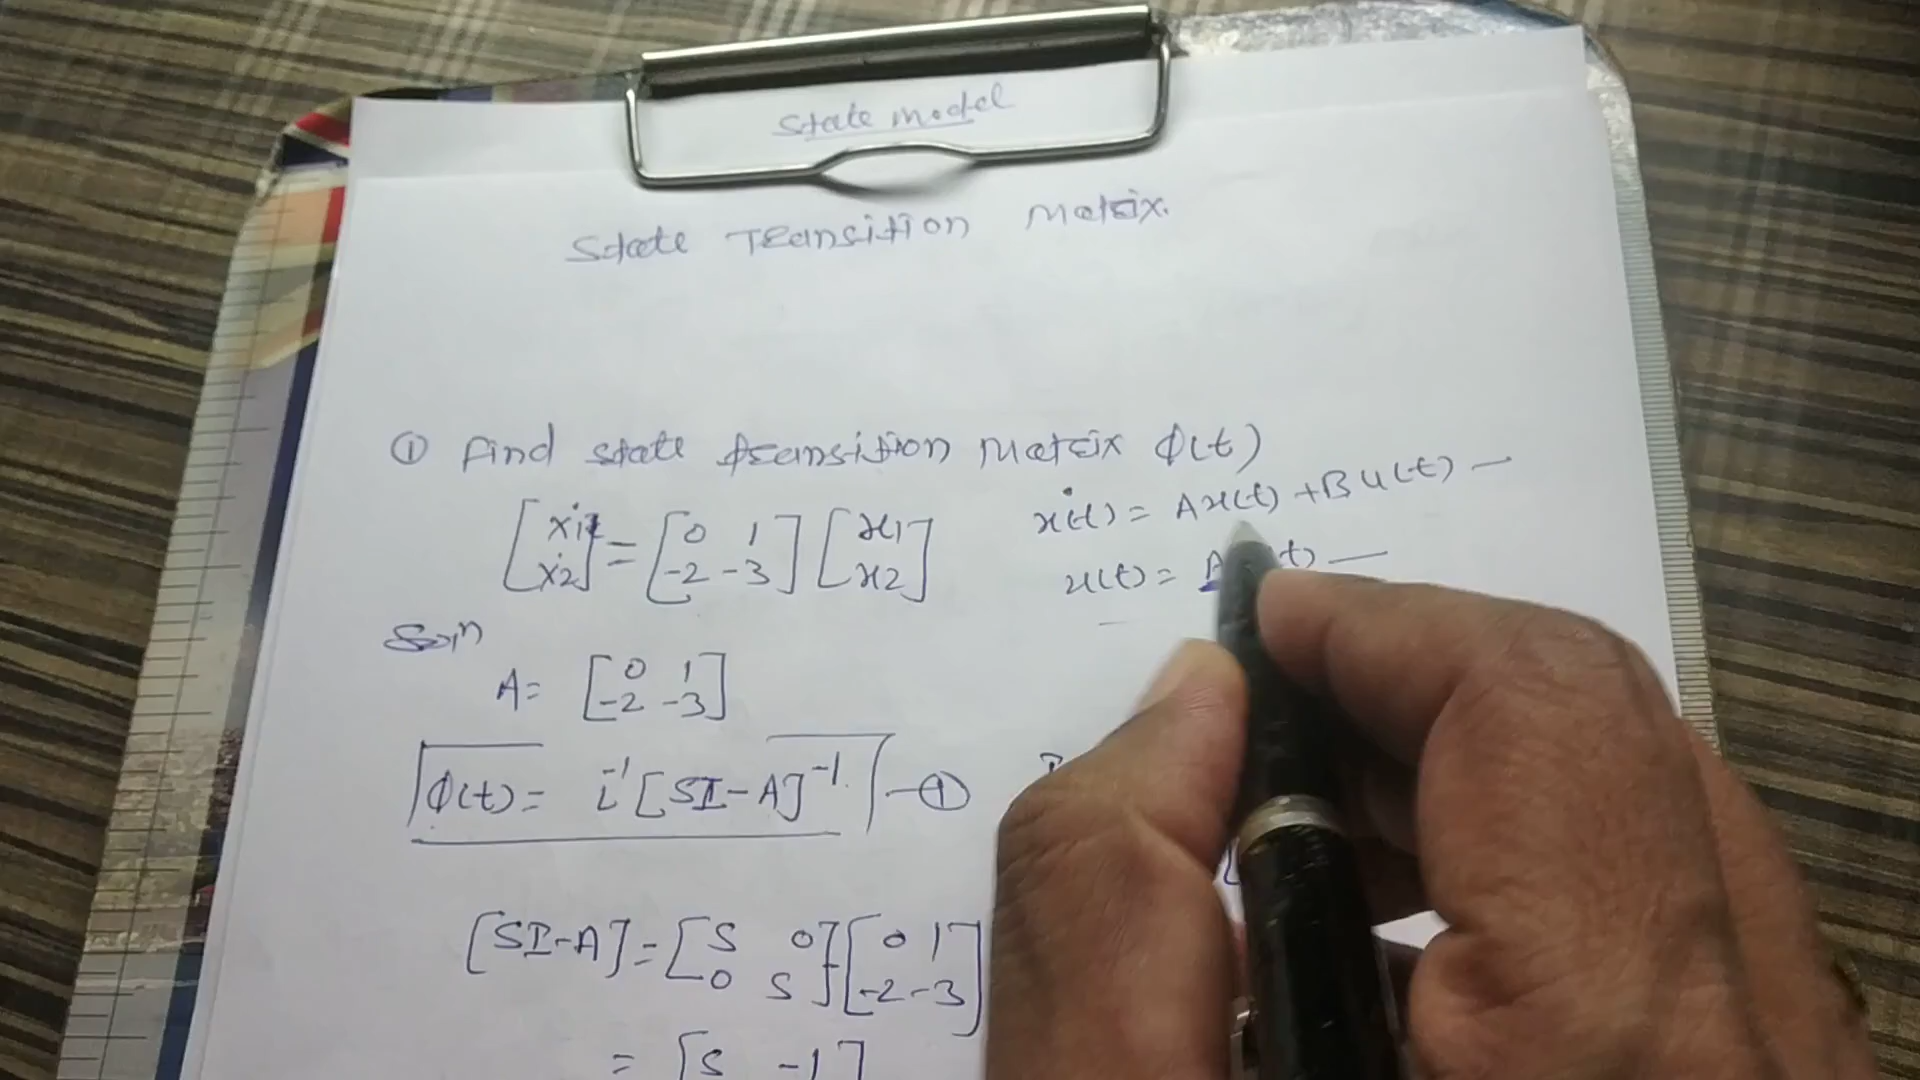 State model
State Transition Matrix.
① Find state transition Matrix ϕ(t)
[ẋ1 ẋ2] = [0 1 -2 -3] [x1 x2]
ẋ(t) = Ax(t) + BU(t) —
x(t) = A (t) —
Soln
A = [0 1 -2 -3]
ϕ(t) = L⁻¹[SI-A]⁻¹ — ①
[SI-A] = [S 0 0 S] - [0 1 -2 -3]
= [S -1]